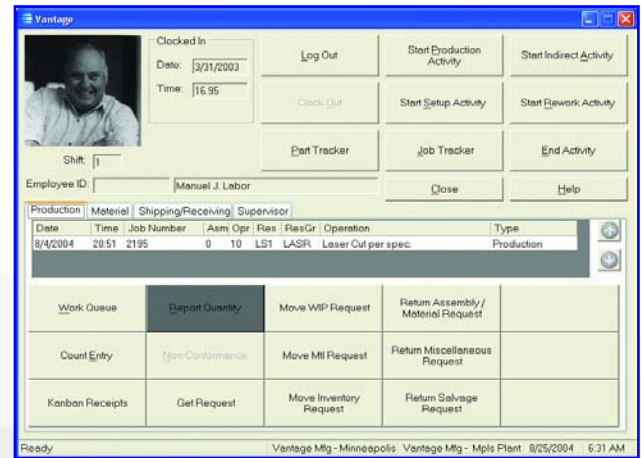 Vantage
Clocked In
Date: 3/31/2003
Time: 16.95
Shift: 1
Employee ID: Manuel J. Labor
Log Out
Start Production Activity
Start Indirect Activity
Clock Out
Start Setup Activity
Start Rework Activity
Part Tracker
Job Tracker
End Activity
Close
Help
Production Material Shipping/Receiving Supervisor
Date Time Job Number Asm Opr Res ResGr Operation Type
8/4/2004 20:51 2195 0 10 LS1 LASR Laser Cut per spec. Production
Work Queue
Report Quantity
Move WIP Request
Return Assembly / Material Request
Count Entry
Non-Conformance
Move Mtl Request
Return Miscellaneous Request
Kanban Receipts
Get Request
Move Inventory Request
Return Salvage Request
Ready Vantage Mfg - Minneapolis Vantage Mfg - Mpls Plant 8/25/2004 6:31 AM